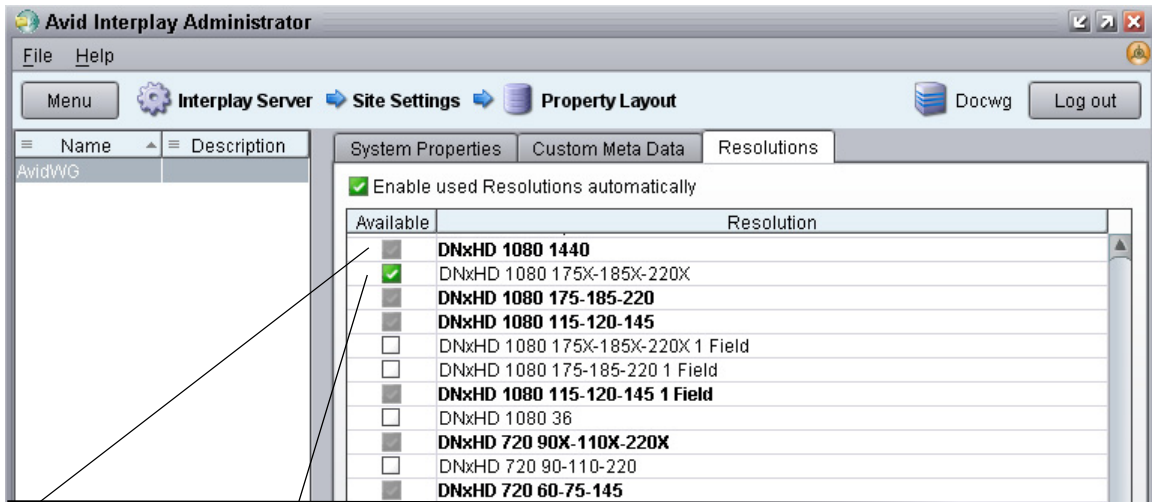 Avid Interplay Administrator
File Help
Menu Interplay Server Site Settings Property Layout Docwg Log out
Name Description
AvidWG
System Properties Custom Meta Data Resolutions
Enable used Resolutions automatically
Available Resolution
DNxHD 1080 1440
DNxHD 1080 175X-185X-220X
DNxHD 1080 175-185-220
DNxHD 1080 115-120-145
DNxHD 1080 175X-185X-220X 1 Field
DNxHD 1080 175-185-220 1 Field
DNxHD 1080 115-120-145 1 Field
DNxHD 1080 36
DNxHD 720 90X-110X-220X
DNxHD 720 90-110-220
DNxHD 720 60-75-145